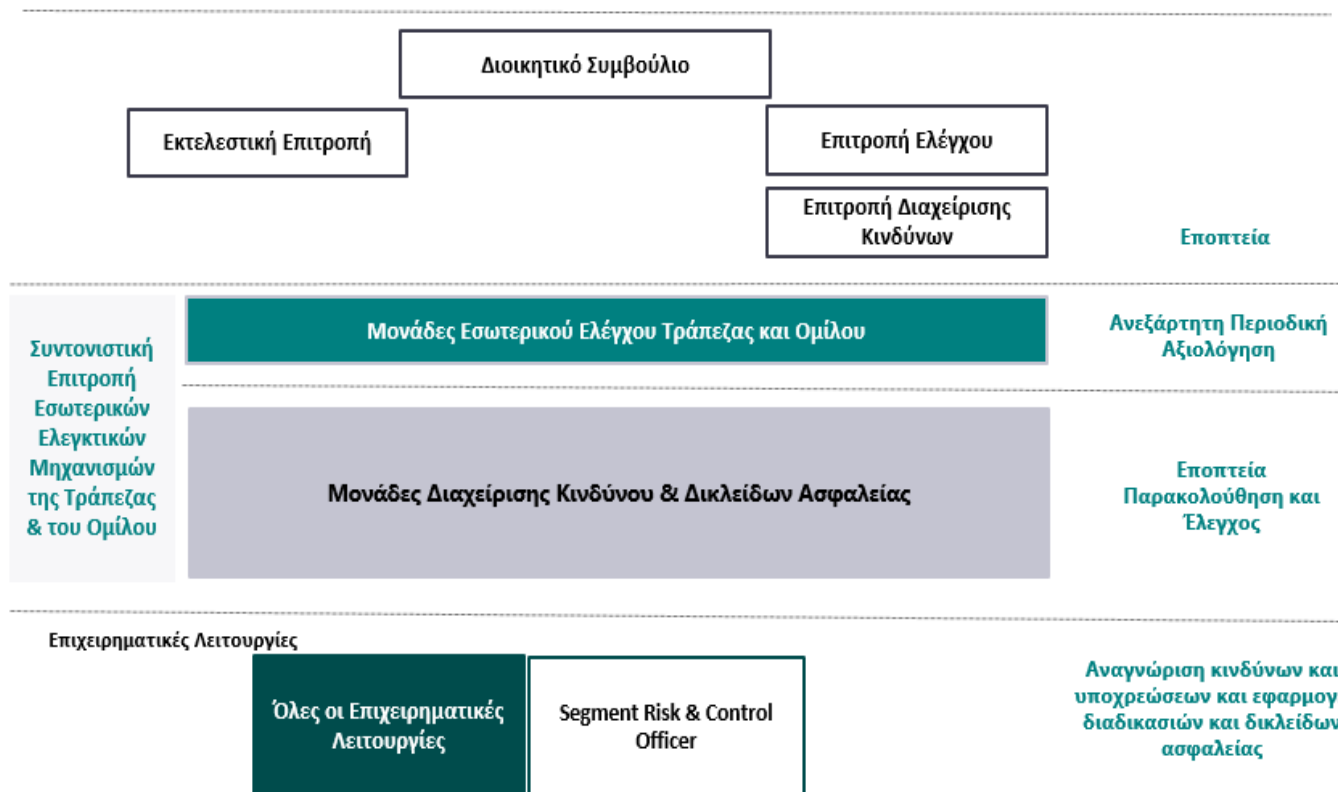 Διοικητικό Συμβούλιο
Εκτελεστική Επιτροπή
Επιτροπή Ελέγχου
Επιτροπή Διαχείρισης
Κινδύνων
Εποπτεία
Συντονιστική
Επιτροπή
Εσωτερικών
Ελεγκτικών
Μηχανισμών
της Τράπεζας
& του Ομίλου
Μονάδες Εσωτερικού Ελέγχου Τράπεζας και Ομίλου
Ανεξάρτητη Περιοδική
Αξιολόγηση
Μονάδες Διαχείρισης Κινδύνου & Δικλείδων Ασφαλείας
Εποπτεία
Παρακολούθηση και
Έλεγχος
Επιχειρηματικές Λειτουργίες
Όλες οι Επιχειρηματικές
Λειτουργίες
Segment Risk & Control
Officer
Αναγνώριση κινδύνων και
υποχρεώσεων και εφαρμογ
διαδικασιών και δικλείδων
ασφαλείας